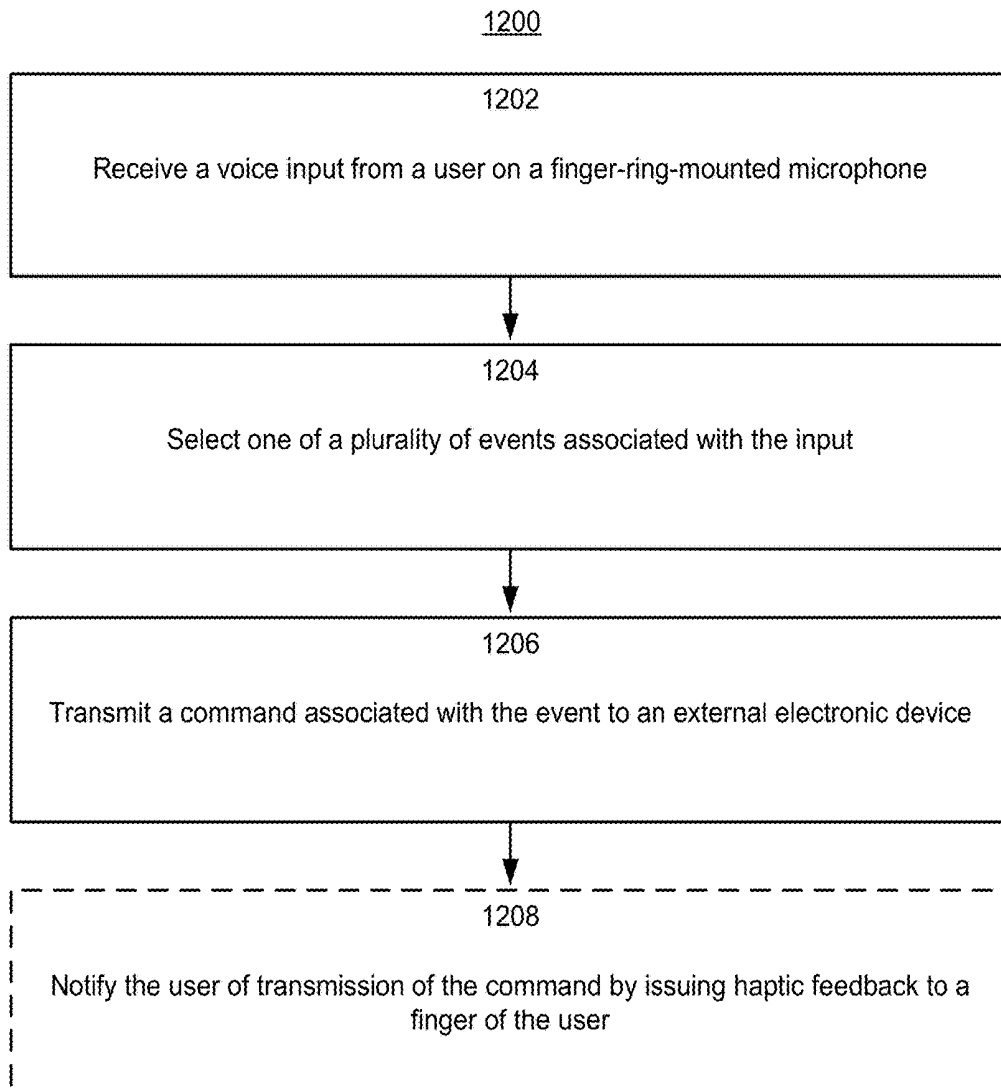 1200
1202
Receive a voice input from a user on a finger-ring-mounted microphone
1204
Select one of a plurality of events associated with the input
1206
Transmit a command associated with the event to an external electronic device
1208
Notify the user of transmission of the command by issuing haptic feedback to a
finger of the user